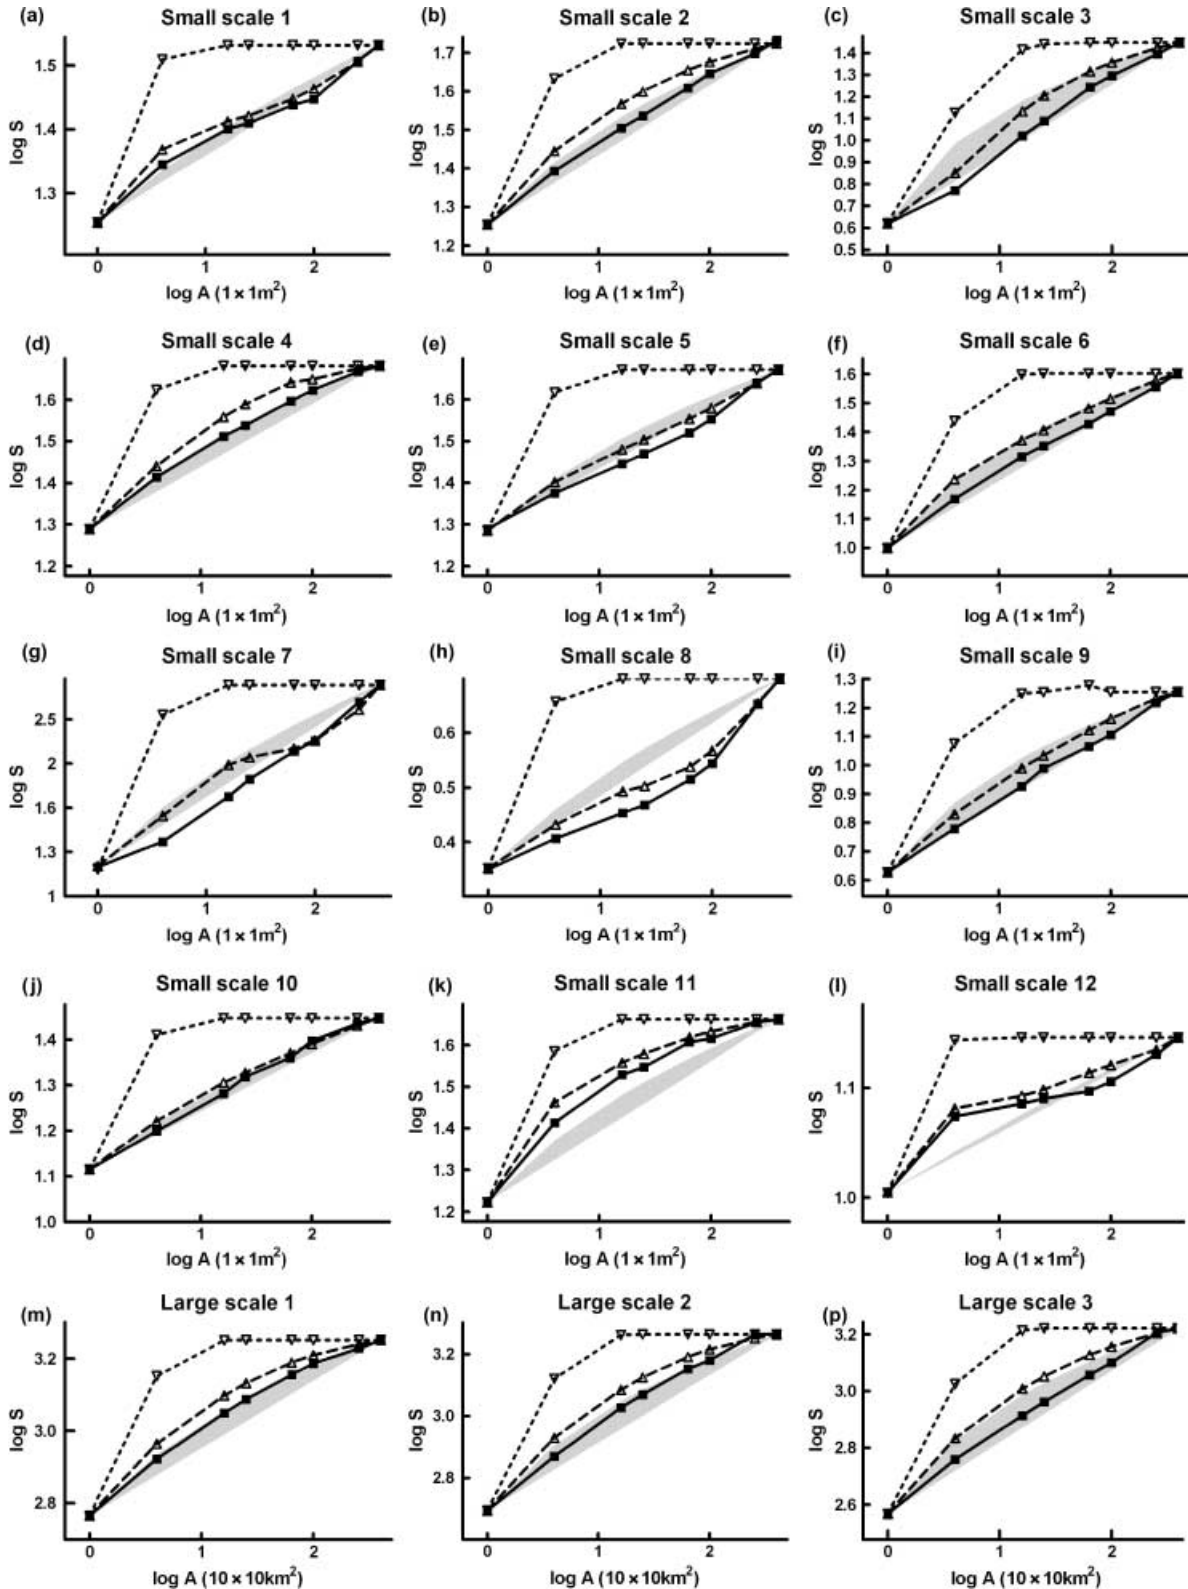 (a) Small scale 1
(b) Small scale 2
(c) Small scale 3
log S
1.5
1.4
1.3
0 1 2
log A (1 × 1m²)
log S
1.7
1.6
1.5
1.4
1.3
1.2
0 1 2
log A (1 × 1m²)
log S
1.4
1.3
1.2
1.1
1.0
0.9
0.8
0.7
0.6
0.5
0 1 2
log A (1 × 1m²)
(d) Small scale 4
(e) Small scale 5
(f) Small scale 6
log S
1.6
1.5
1.4
1.3
1.2
0 1 2
log A (1 × 1m²)
log S
1.6
1.5
1.4
1.3
1.2
0 1 2
log A (1 × 1m²)
log S
1.6
1.5
1.4
1.3
1.2
1.1
1.0
0 1 2
log A (1 × 1m²)
(g) Small scale 7
(h) Small scale 8
(i) Small scale 9
log S
2.5
2
1.6
1.3
1
0 1 2
log A (1 × 1m²)
log S
0.6
0.5
0.4
0 1 2
log A (1 × 1m²)
log S
1.3
1.2
1.1
1.0
0.9
0.8
0.7
0.6
0 1 2
log A (1 × 1m²)
(j) Small scale 10
(k) Small scale 11
(l) Small scale 12
log S
1.4
1.3
1.2
1.1
1.0
0 1 2
log A (1 × 1m²)
log S
1.6
1.5
1.4
1.3
1.2
0 1 2
log A (1 × 1m²)
log S
1.1
1.0
0 1 2
log A (1 × 1m²)
(m) Large scale 1
(n) Large scale 2
(p) Large scale 3
log S
3.2
3.0
2.8
0 1 2
log A (10 × 10km²)
log S
3.2
3.0
2.8
0 1 2
log A (10 × 10km²)
log S
3.2
3.0
2.8
2.6
0 1 2
log A (10 × 10km²)